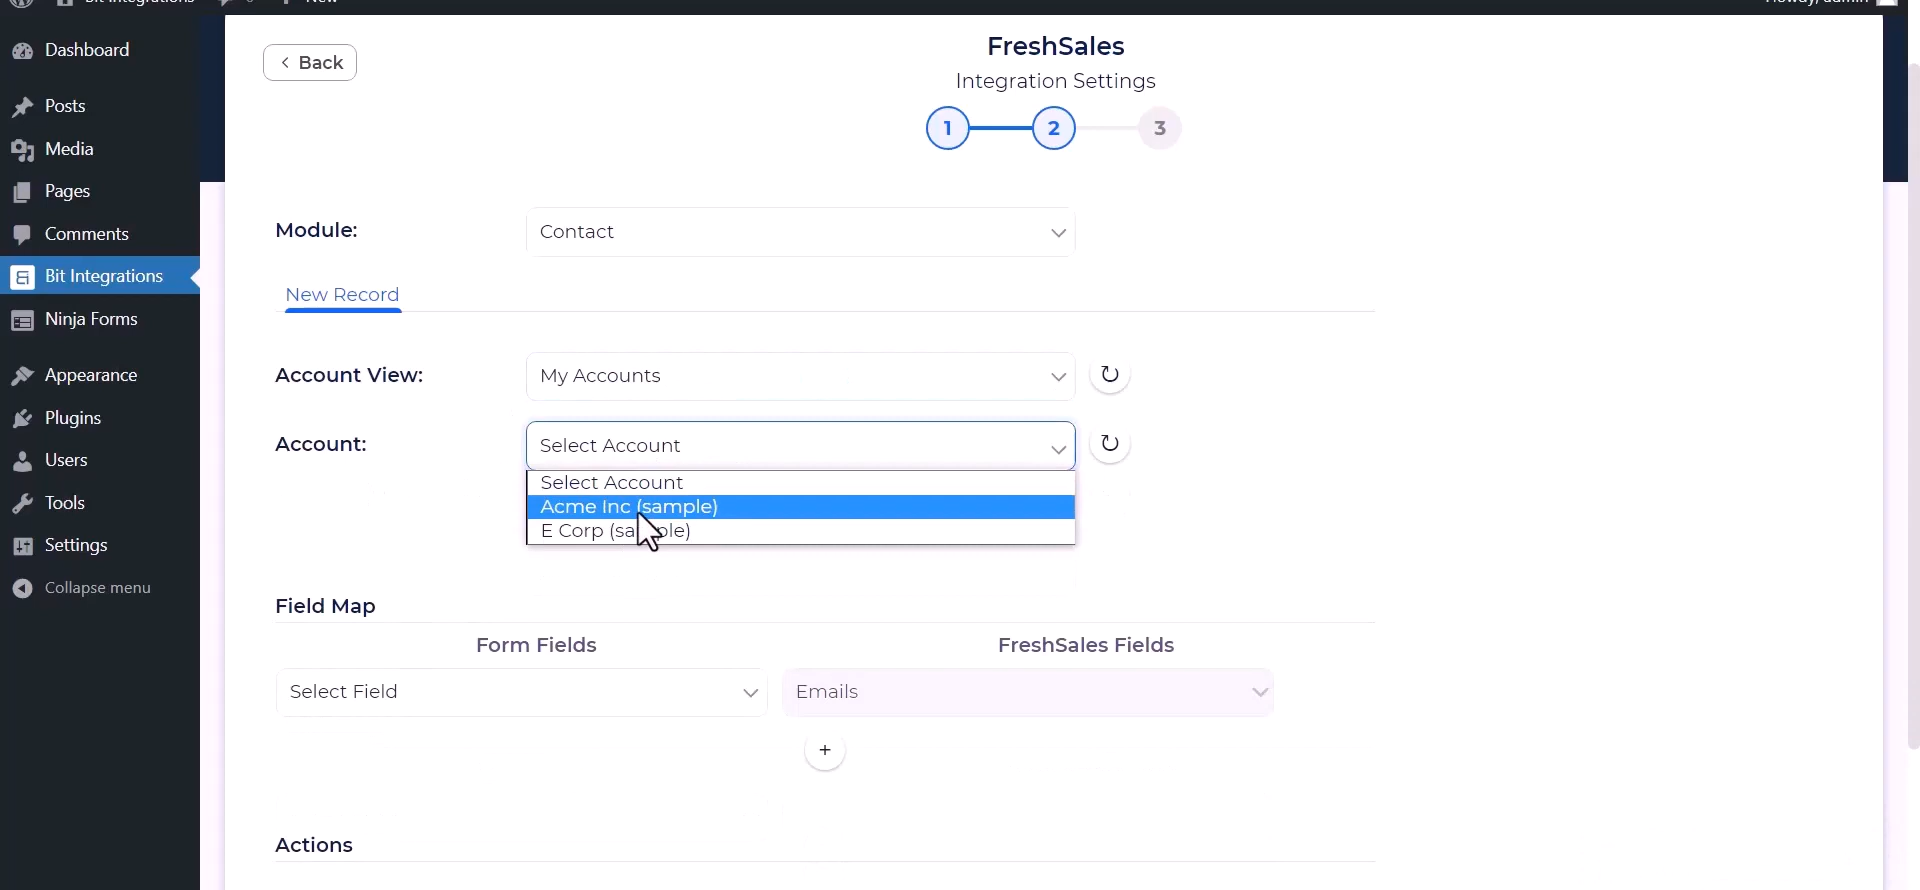 Dashboard
Posts
Media
Pages
Comments
Bit Integrations
Ninja Forms
Appearance
Plugins
Users
Tools
Settings
Collapse menu
Back
FreshSales
Integration Settings
1
2
3
Module:
Contact
New Record
Account View:
My Accounts
Account:
Select Account
Select Account
Acme Inc (sample)
E Corp (sample)
Field Map
Form Fields
FreshSales Fields
Select Field
Emails
+
Actions